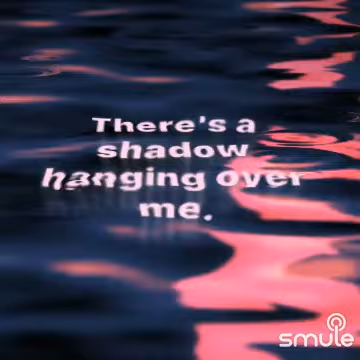 There's a
shadow
hanging over
me.
smule